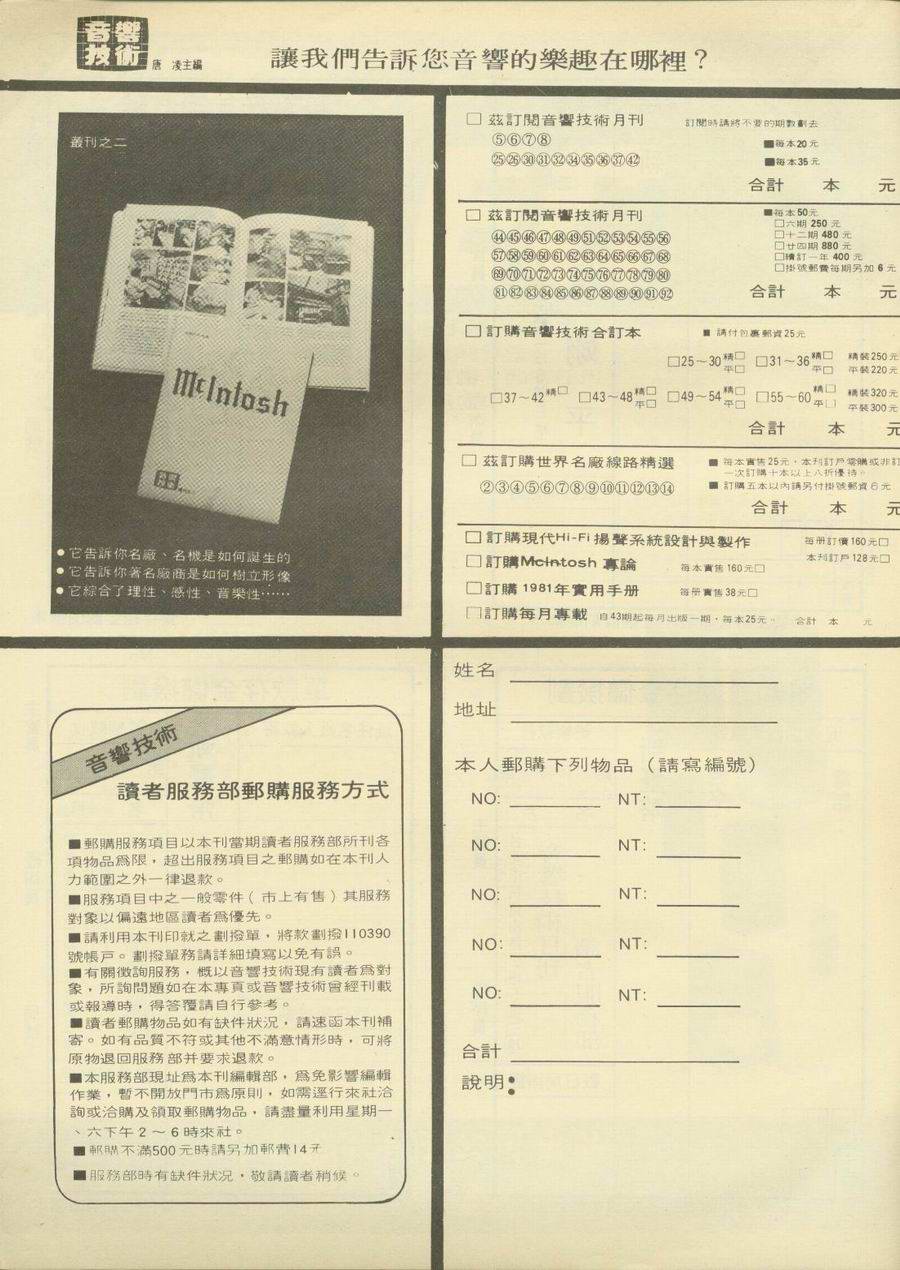 音響
技術
唐 凌主編
讓我們告訴您音響的樂趣在哪裡？
叢刊之二
McIntosh
● 它告訴你名廠、名機是如何誕生的
● 它告訴你著名廠商是如何樹立形像
● 它綜合了理性、感性、音樂性……
□ 茲訂閱音響技術月刊 訂閱時請將不要的期數劃去
⑤⑥⑦⑧ ■每本20元
㉕㉖㉚㉛㉜㉞㉟㊱㊲㊷ ■每本35元
合計 本 元
□ 茲訂閱音響技術月刊 ■每本50元
□六期 250 元
㊹㊺㊻㊼㊽㊾(51)(52)(53)(54)(55)(56) □十二期 480 元
(57)(58)(59)(60)(61)(62)(63)(64)(65)(66)(67)(68) □廿四期 880 元
□續訂一年 400 元
(69)(70)(71)(72)(73)(74)(75)(76)(77)(78)(79)(80) □掛號郵費每期另加 6 元
(81)(82)(83)(84)(85)(86)(87)(88)(89)(90)(91)(92) 合計 本 元
□訂購音響技術合訂本 ■ 請付包裹郵資25元
□25～30 精□ 平□ □31～36 精□ 平□ 精裝250元 平裝220元
□37～42 精□ □43～48 精□ 平□ □49～54 精□ 平□ □55～60 精□ 平□ 精裝320元 平裝300元
合計 本 元
□ 茲訂購世界名廠線路精選 ■ 每本實售25元，本刊訂戶零購或非訂
一次訂購十本以上八折優待。
②③④⑤⑥⑦⑧⑨⑩⑪⑫⑬⑭ ■ 訂購五本以內請另付掛號郵資6元
合計 本 元
□訂購現代Hi-Fi揚聲系統設計與製作 每冊訂價160元□
本刊訂戶128元□
□訂購McIntosh 專論 每本實售160元□
□訂購 1981年實用手冊 每冊實售38元□
□訂購每月專載 自43期起每月出版一期，每本25元。 合計 本 元
音響技術
讀者服務部郵購服務方式
■郵購服務項目以本刊當期讀者服務部所刊各
項物品爲限，超出服務項目之郵購如在本刊人
力範圍之外一律退款。
■服務項目中之一般零件（市上有售）其服務
對象以偏遠地區讀者爲優先。
■請利用本刊印就之劃撥單，將款劃撥110390
號帳戶。劃撥單務請詳細填寫以免有誤。
■有關徵詢服務，概以音響技術現有讀者爲對
象，所詢問題如在本專頁或音響技術曾經刊載
或報導時，得答覆請自行參考。
■讀者郵購物品如有缺件狀況，請速函本刊補
寄。如有品質不符或其他不滿意情形時，可將
原物退回服務部并要求退款。
■本服務部現址爲本刊編輯部，爲免影響編輯
作業，暫不開放門市爲原則，如需逕行來社洽
詢或洽購及領取郵購物品，請盡量利用星期一
、六下午 2 ～ 6 時來社。
■郵購不滿500元時請另加郵費14元
■服務部時有缺件狀况，敬請讀者稍候。
姓名
地址
本人郵購下列物品（請寫編號）
NO: NT:
NO: NT:
NO: NT:
NO: NT:
NO: NT:
合計
說明：